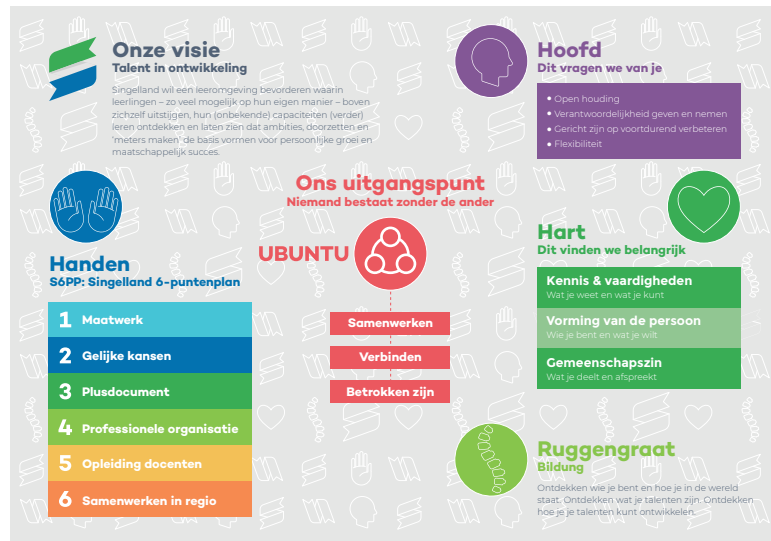 Onze visie
Talent in ontwikkeling
Singelland wil een leeromgeving bevorderen waarin
leerlingen – zo veel mogelijk op hun eigen manier – boven
zichzelf uitstijgen, hun (onbekende) capaciteiten (verder)
leren ontdekken en laten zien dat ambities, doorzetten en
'meters maken' de basis vormen voor persoonlijke groei en
maatschappelijk succes.
Hoofd
Dit vragen we van je
• Open houding
• Verantwoordelijkheid geven en nemen
• Gericht zijn op voortdurend verbeteren
• Flexibiliteit
Ons uitgangspunt
Niemand bestaat zonder de ander
UBUNTU
Samenwerken
Verbinden
Betrokken zijn
Handen
S6PP: Singelland 6-puntenplan
1 Maatwerk
2 Gelijke kansen
3 Plusdocument
4 Professionele organisatie
5 Opleiding docenten
6 Samenwerken in regio
Hart
Dit vinden we belangrijk
Kennis & vaardigheden
Wat je weet en wat je kunt
Vorming van de persoon
Wie je bent en wat je wilt
Gemeenschapszin
Wat je deelt en afspreekt
Ruggengraat
Bildung
Ontdekken wie je bent en hoe je in de wereld
staat. Ontdekken wat je talenten zijn. Ontdekken
hoe je je talenten kunt ontwikkelen.